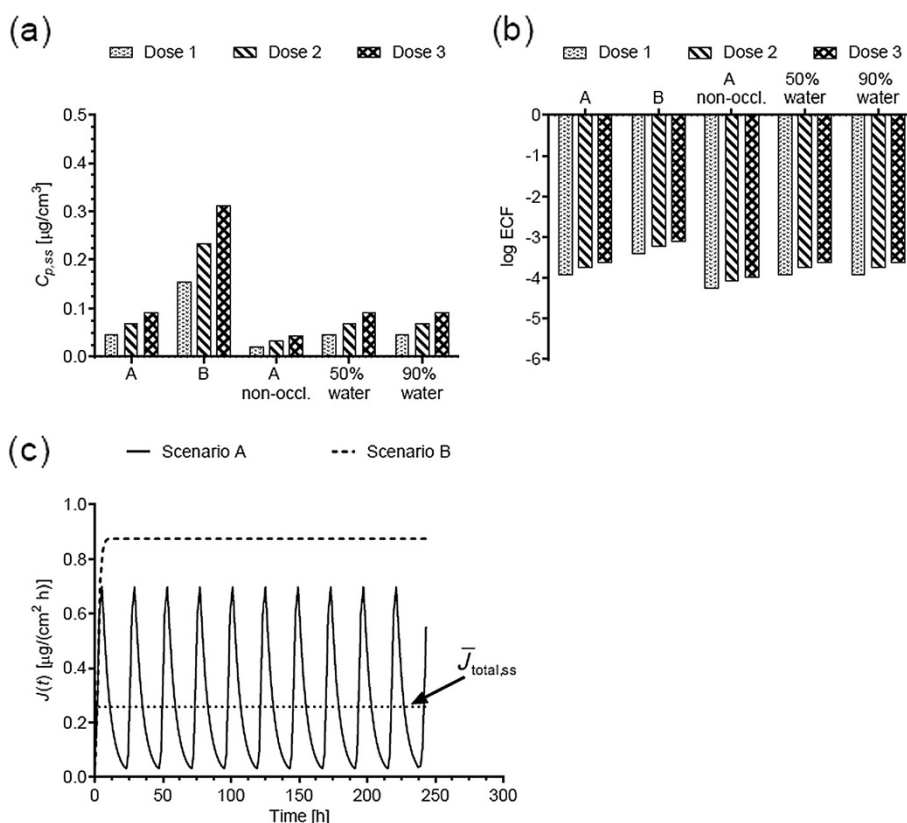 (a)
Dose 1 Dose 2 Dose 3
0.5
0.4
0.3
0.2
0.1
0.0
C p,ss [µg/cm³]
A B A non-occl. 50% water 90% water
(b)
Dose 1 Dose 2 Dose 3
A B A non-occl. 50% water 90% water
0
-1
-2
-3
-4
-5
-6
log ECF
(c)
Scenario A Scenario B
1.0
0.8
0.6
0.4
0.2
0.0
J(t) [µg/(cm² h)]
J̅ total,ss
0 50 100 150 200 250 300
Time [h]